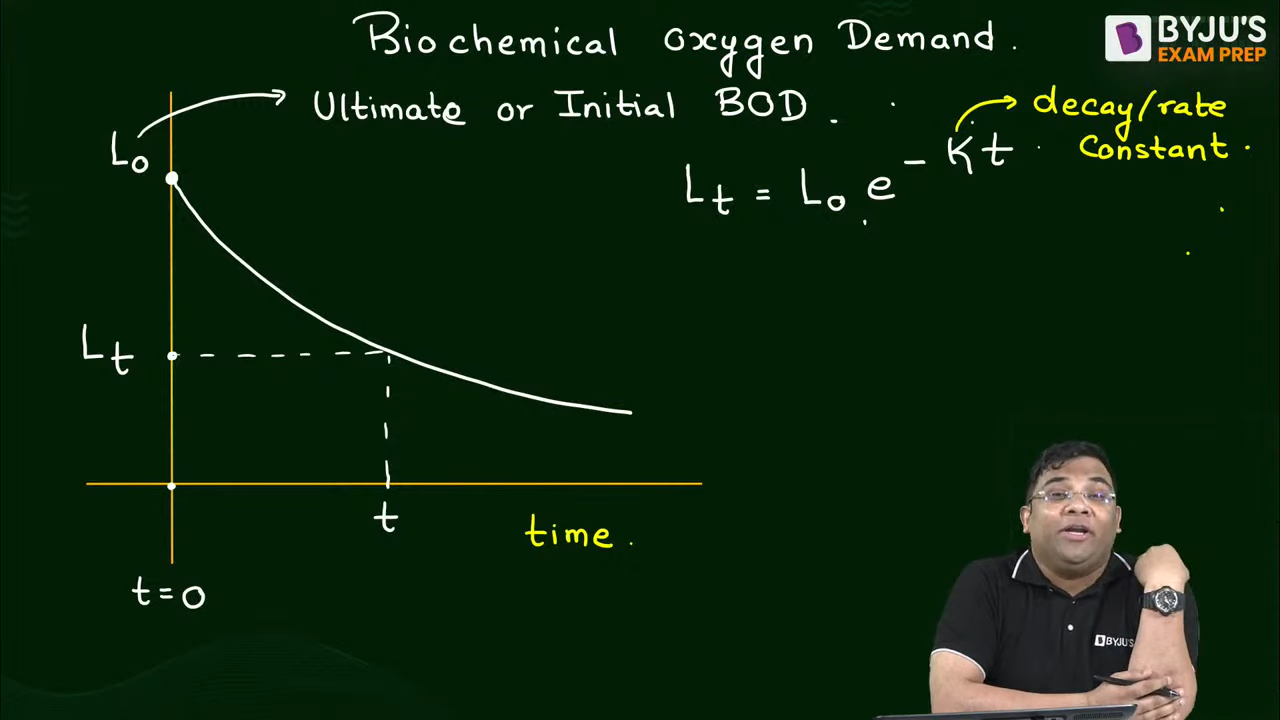 Biochemical oxygen Demand.
BYJU'S
EXAM PREP
Ultimate or Initial BOD.
decay/rate
Constant.
L₀
Lₜ = L₀ e^-Kt
Lₜ
t
time.
t=0
BYJU'S